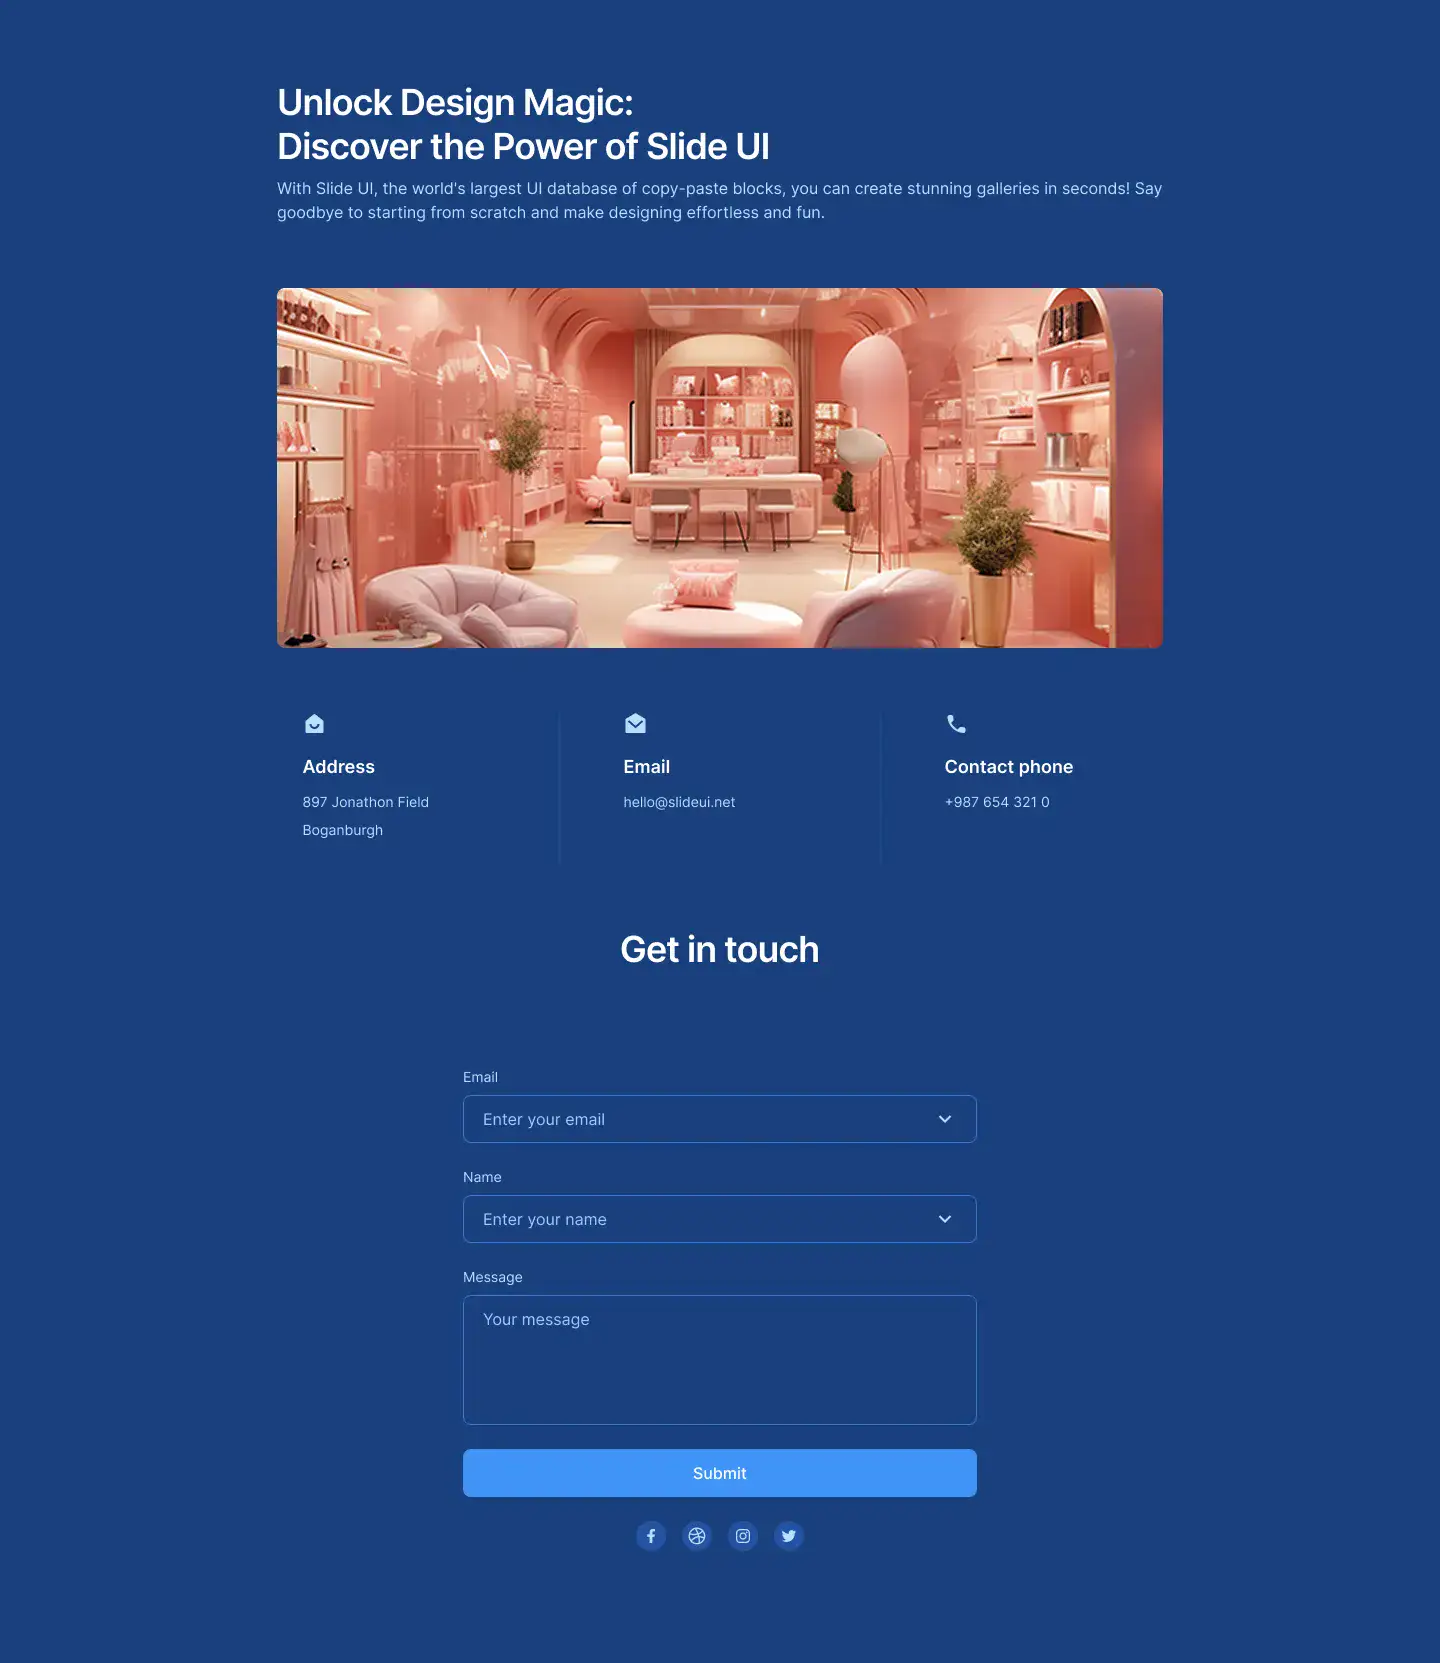 Unlock Design Magic:
Discover the Power of Slide UI
With Slide UI, the world's largest UI database of copy-paste blocks, you can create stunning galleries in seconds! Say
goodbye to starting from scratch and make designing effortless and fun.
Address
897 Jonathon Field
Boganburgh
Email
hello@slideui.net
Contact phone
+987 654 321 0
Get in touch
Email
Enter your email
Name
Enter your name
Message
Your message
Submit